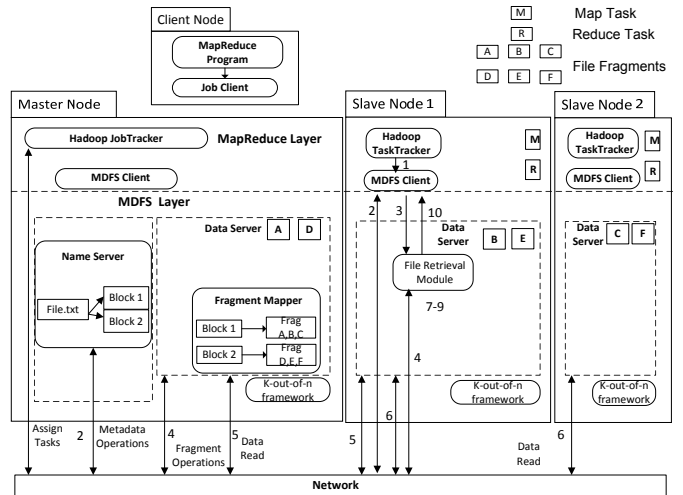 Client Node
MapReduce
Program
Job Client
M
Map Task
R
Reduce Task
A
B
C
D
E
F
File Fragments
Master Node
Hadoop JobTracker
MapReduce Layer
MDFS Client
MDFS Layer
Name Server
File.txt
Block 1
Block 2
Data Server
A
D
Fragment Mapper
Block 1
Frag
A,B,C
Block 2
Frag
D,E,F
K-out-of-n
framework
Slave Node 1
Hadoop
TaskTracker
M
R
1
MDFS Client
2
3
10
Data
Server
B
E
File Retrieval
Module
7-9
4
K-out-of-n
framework
Slave Node 2
Hadoop
TaskTracker
M
R
MDFS Client
Data
Server
C
F
K-out-of-n
framework
Assign
Tasks
2
Metadata
Operations
4
Fragment
Operations
5
Data
Read
5
6
Data
Read
6
Network